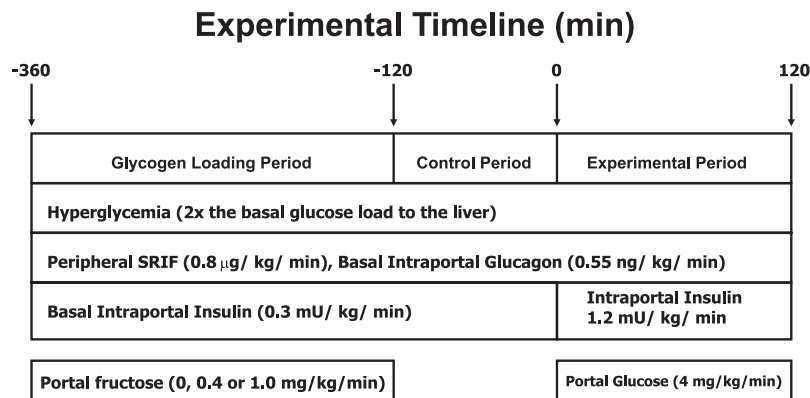 Experimental Timeline (min)
-360 -120 0 120
Glycogen Loading Period Control Period Experimental Period
Hyperglycemia (2x the basal glucose load to the liver)
Peripheral SRIF (0.8 μg/ kg/ min), Basal Intraportal Glucagon (0.55 ng/ kg/ min)
Basal Intraportal Insulin (0.3 mU/ kg/ min)
Intraportal Insulin
1.2 mU/ kg/ min
Portal fructose (0, 0.4 or 1.0 mg/kg/min) Portal Glucose (4 mg/kg/min)